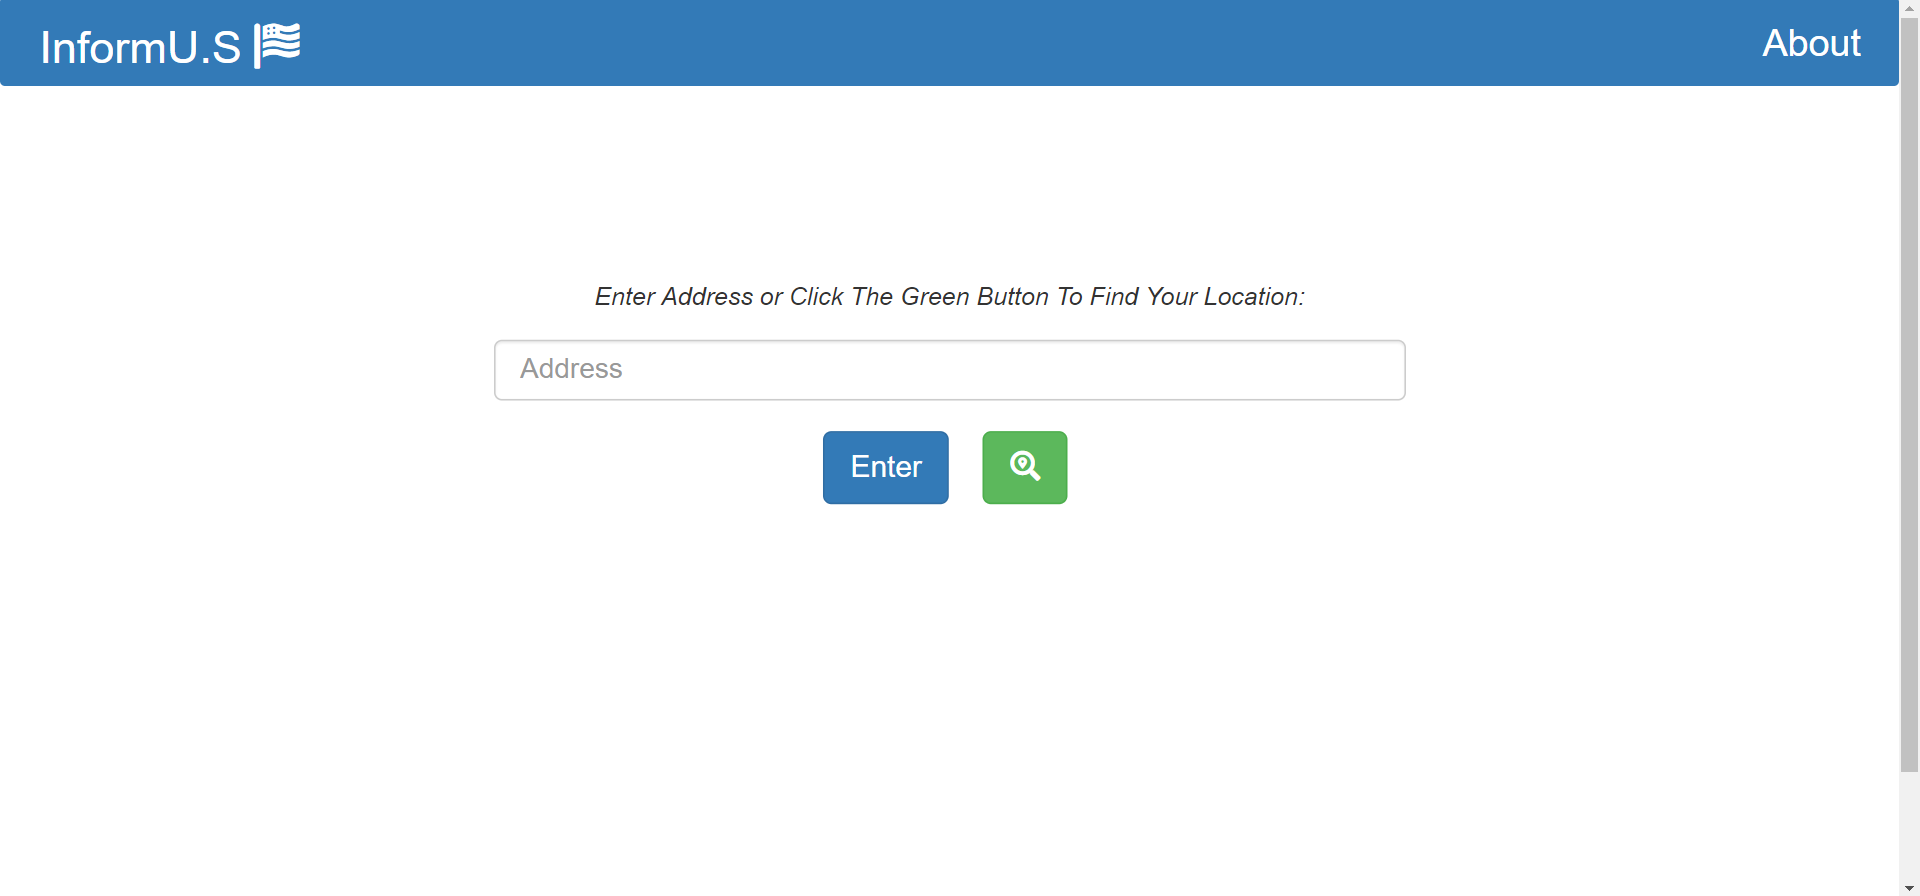 InformU.S
About
Enter Address or Click The Green Button To Find Your Location:
Address
Enter